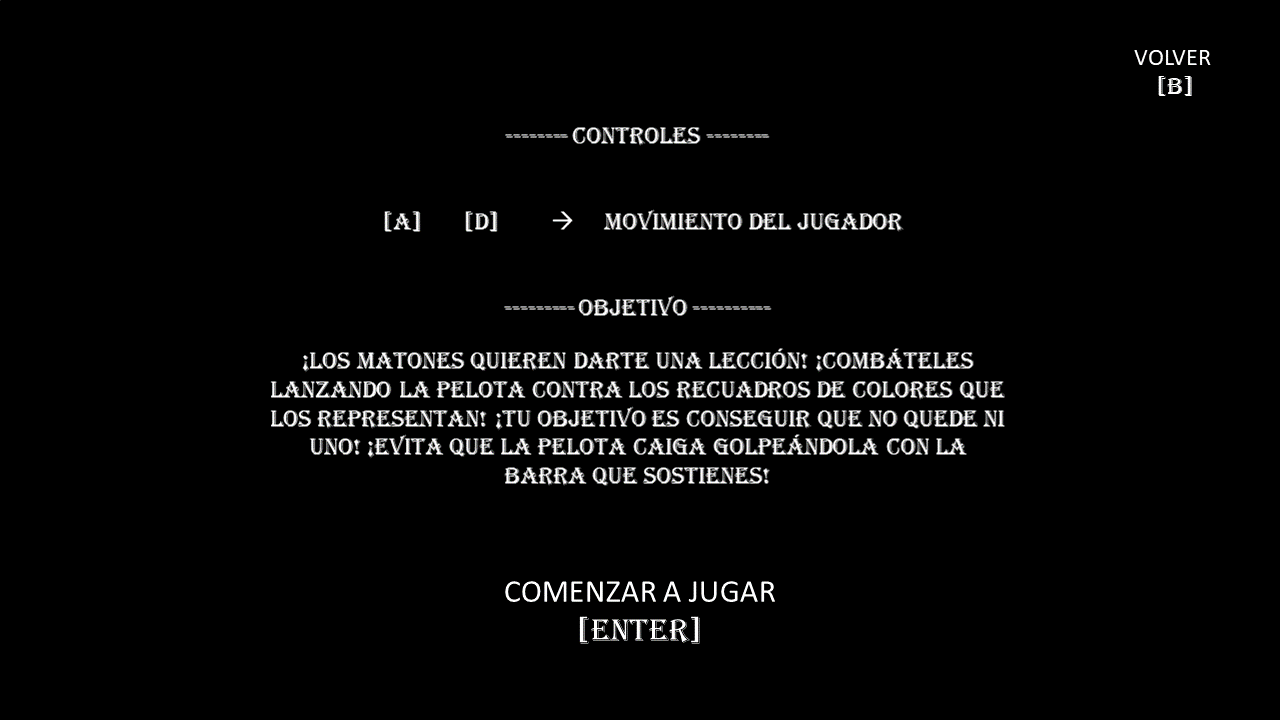 VOLVER
[B]
-------- CONTROLES --------
[A] [D] → MOVIMIENTO DEL JUGADOR
--------- OBJETIVO ----------
¡LOS MATONES QUIEREN DARTE UNA LECCIÓN! ¡COMBÁTELES
LANZANDO LA PELOTA CONTRA LOS RECUADROS DE COLORES QUE
LOS REPRESENTAN! ¡TU OBJETIVO ES CONSEGUIR QUE NO QUEDE NI
UNO! ¡EVITA QUE LA PELOTA CAIGA GOLPEÁNDOLA CON LA
BARRA QUE SOSTIENES!
COMENZAR A JUGAR
[ENTER]